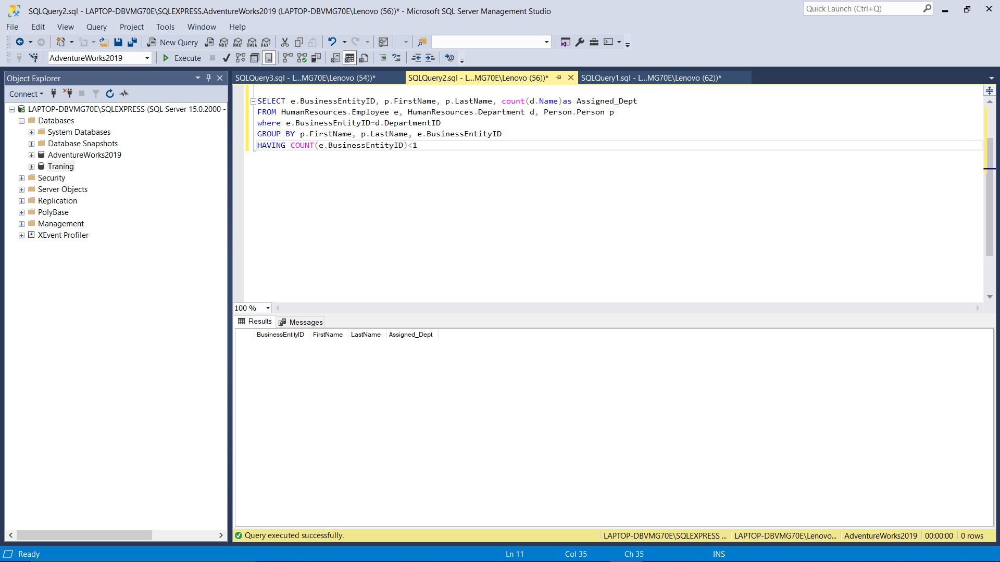 SQLQuery2.sql - LAPTOP-DBVMG70E\SQLEXPRESS.AdventureWorks2019 (LAPTOP-DBVMG70E\Lenovo (56))* - Microsoft SQL Server Management Studio
Quick Launch (Ctrl+Q)
File Edit View Query Project Tools Window Help
New Query MDX DMX XMLA DAX
AdventureWorks2019 Execute
Object Explorer
Connect
LAPTOP-DBVMG70E\SQLEXPRESS (SQL Server 15.0.2000 -
Databases
System Databases
Database Snapshots
AdventureWorks2019
Traning
Security
Server Objects
Replication
PolyBase
Management
XEvent Profiler
SQLQuery3.sql - L...MG70E\Lenovo (54))* SQLQuery2.sql - L...MG70E\Lenovo (56))* SQLQuery1.sql - L...MG70E\Lenovo (62))*
SELECT e.BusinessEntityID, p.FirstName, p.LastName, count(d.Name)as Assigned_Dept
FROM HumanResources.Employee e, HumanResources.Department d, Person.Person p
where e.BusinessEntityID=d.DepartmentID
GROUP BY p.FirstName, p.LastName, e.BusinessEntityID
HAVING COUNT(e.BusinessEntityID)<1
100 %
Results Messages
BusinessEntityID FirstName LastName Assigned_Dept
Query executed successfully. LAPTOP-DBVMG70E\SQLEXPRESS ... LAPTOP-DBVMG70E\Lenovo... AdventureWorks2019 00:00:00 0 rows
Ready Ln 11 Col 35 Ch 35 INS